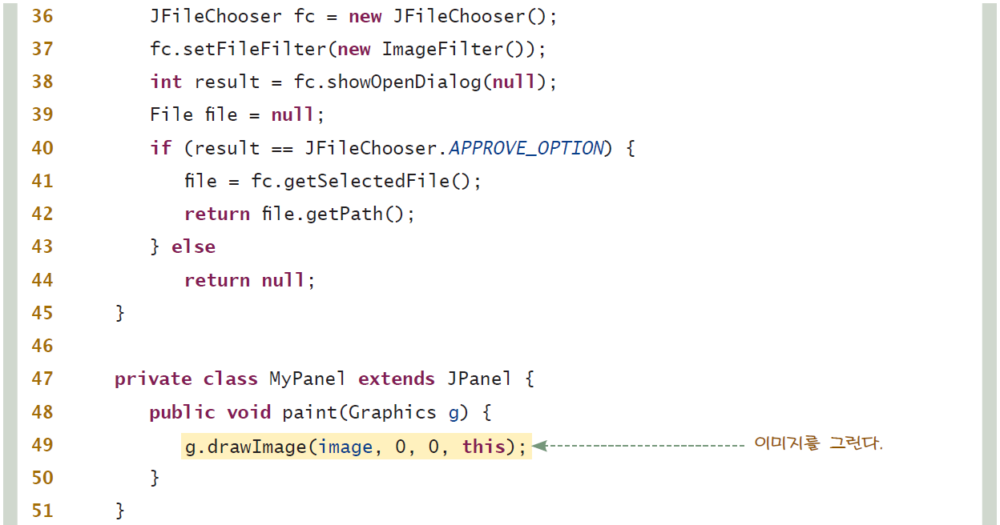 36 JFileChooser fc = new JFileChooser();
37 fc.setFileFilter(new ImageFilter());
38 int result = fc.showOpenDialog(null);
39 File file = null;
40 if (result == JFileChooser.APPROVE_OPTION) {
41 file = fc.getSelectedFile();
42 return file.getPath();
43 } else
44 return null;
45 }
46
47 private class MyPanel extends JPanel {
48 public void paint(Graphics g) {
49 g.drawImage(image, 0, 0, this); 이미지를 그린다.
50 }
51 }